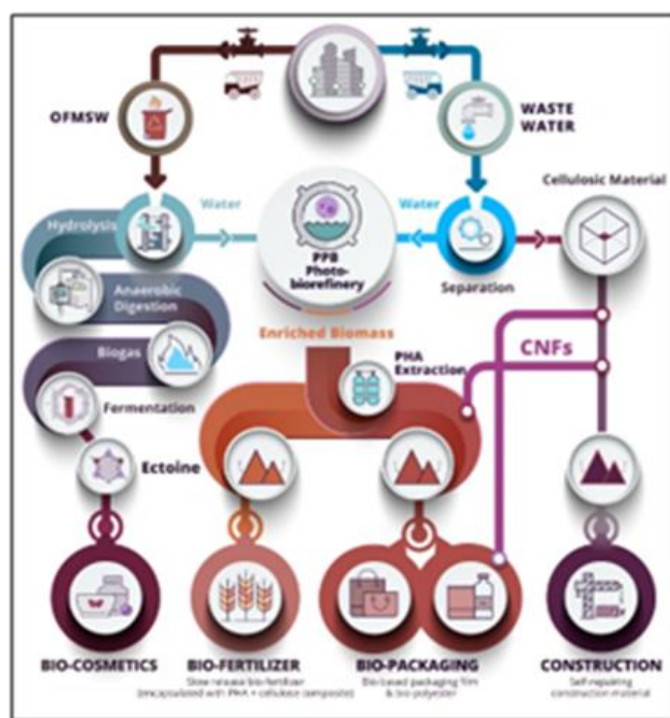 OFMSW
WASTE
WATER
Cellulosic Material
Hydrolysis
Water
Water
PPB
Photo-
biorefinery
Separation
Anaerobic
Digestion
Enriched Biomass
CNFs
Biogas
PHA
Extraction
Fermentation
Ectoine
BIO-COSMETICS
BIO-FERTILIZER
Slow release bio-fertilizer
(encapsulated with PHA + cellulose composite)
BIO-PACKAGING
Bio-based packaging film
& bio-polyester
CONSTRUCTION
Self-repairing
construction material